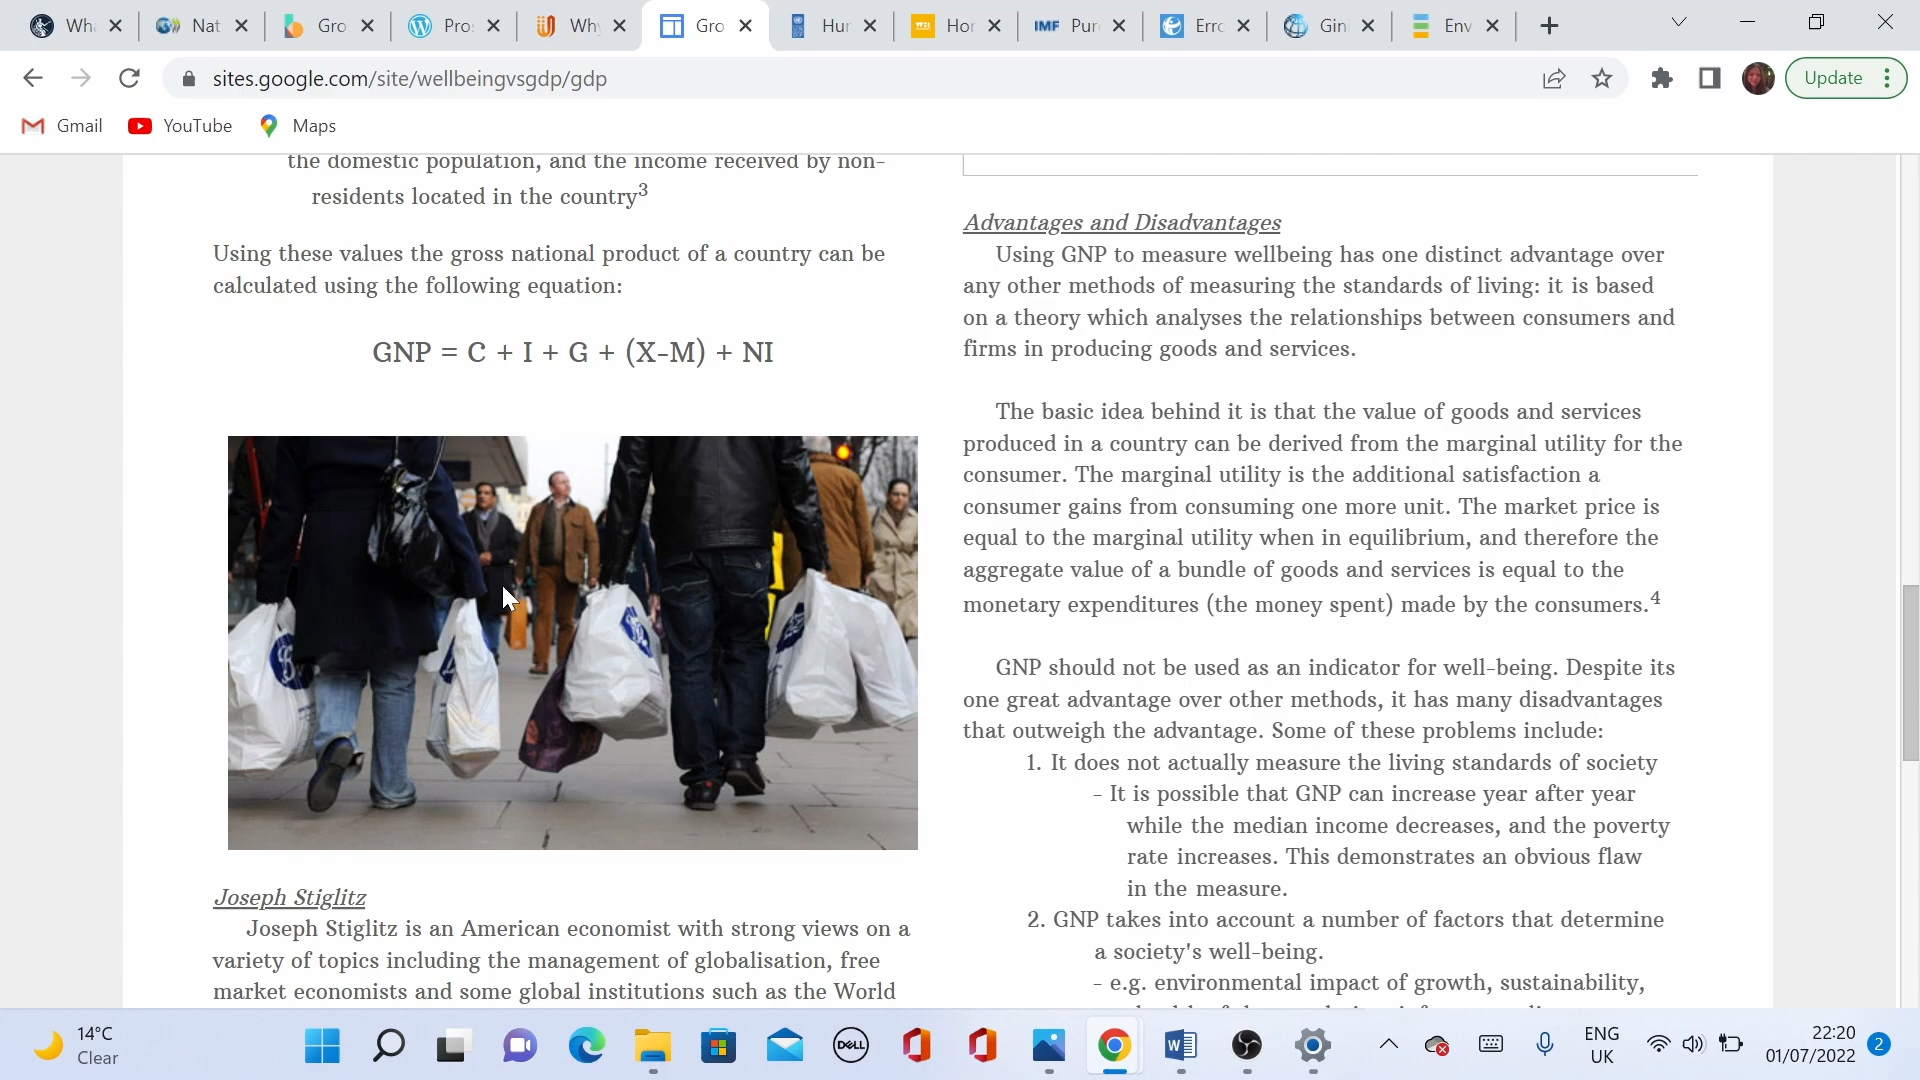 Wh
Nat
Gro
Pro
Why
Gro
Hur
Hor
IMF Pur
Erro
Gin
Env
sites.google.com/site/wellbeingvsgdp/gdp
Update
Gmail
YouTube
Maps
the domestic population, and the income received by non-
residents located in the country3
Using these values the gross national product of a country can be
calculated using the following equation:
GNP = C + I + G + (X-M) + NI
Joseph Stiglitz
Joseph Stiglitz is an American economist with strong views on a
variety of topics including the management of globalisation, free
market economists and some global institutions such as the World
Advantages and Disadvantages
Using GNP to measure wellbeing has one distinct advantage over
any other methods of measuring the standards of living: it is based
on a theory which analyses the relationships between consumers and
firms in producing goods and services.
The basic idea behind it is that the value of goods and services
produced in a country can be derived from the marginal utility for the
consumer. The marginal utility is the additional satisfaction a
consumer gains from consuming one more unit. The market price is
equal to the marginal utility when in equilibrium, and therefore the
aggregate value of a bundle of goods and services is equal to the
monetary expenditures (the money spent) made by the consumers.4
GNP should not be used as an indicator for well-being. Despite its
one great advantage over other methods, it has many disadvantages
that outweigh the advantage. Some of these problems include:
1. It does not actually measure the living standards of society
- It is possible that GNP can increase year after year
while the median income decreases, and the poverty
rate increases. This demonstrates an obvious flaw
in the measure.
2. GNP takes into account a number of factors that determine
a society's well-being.
- e.g. environmental impact of growth, sustainability,
14°C
Clear
DELL
ENG
UK
22:20
01/07/2022
2